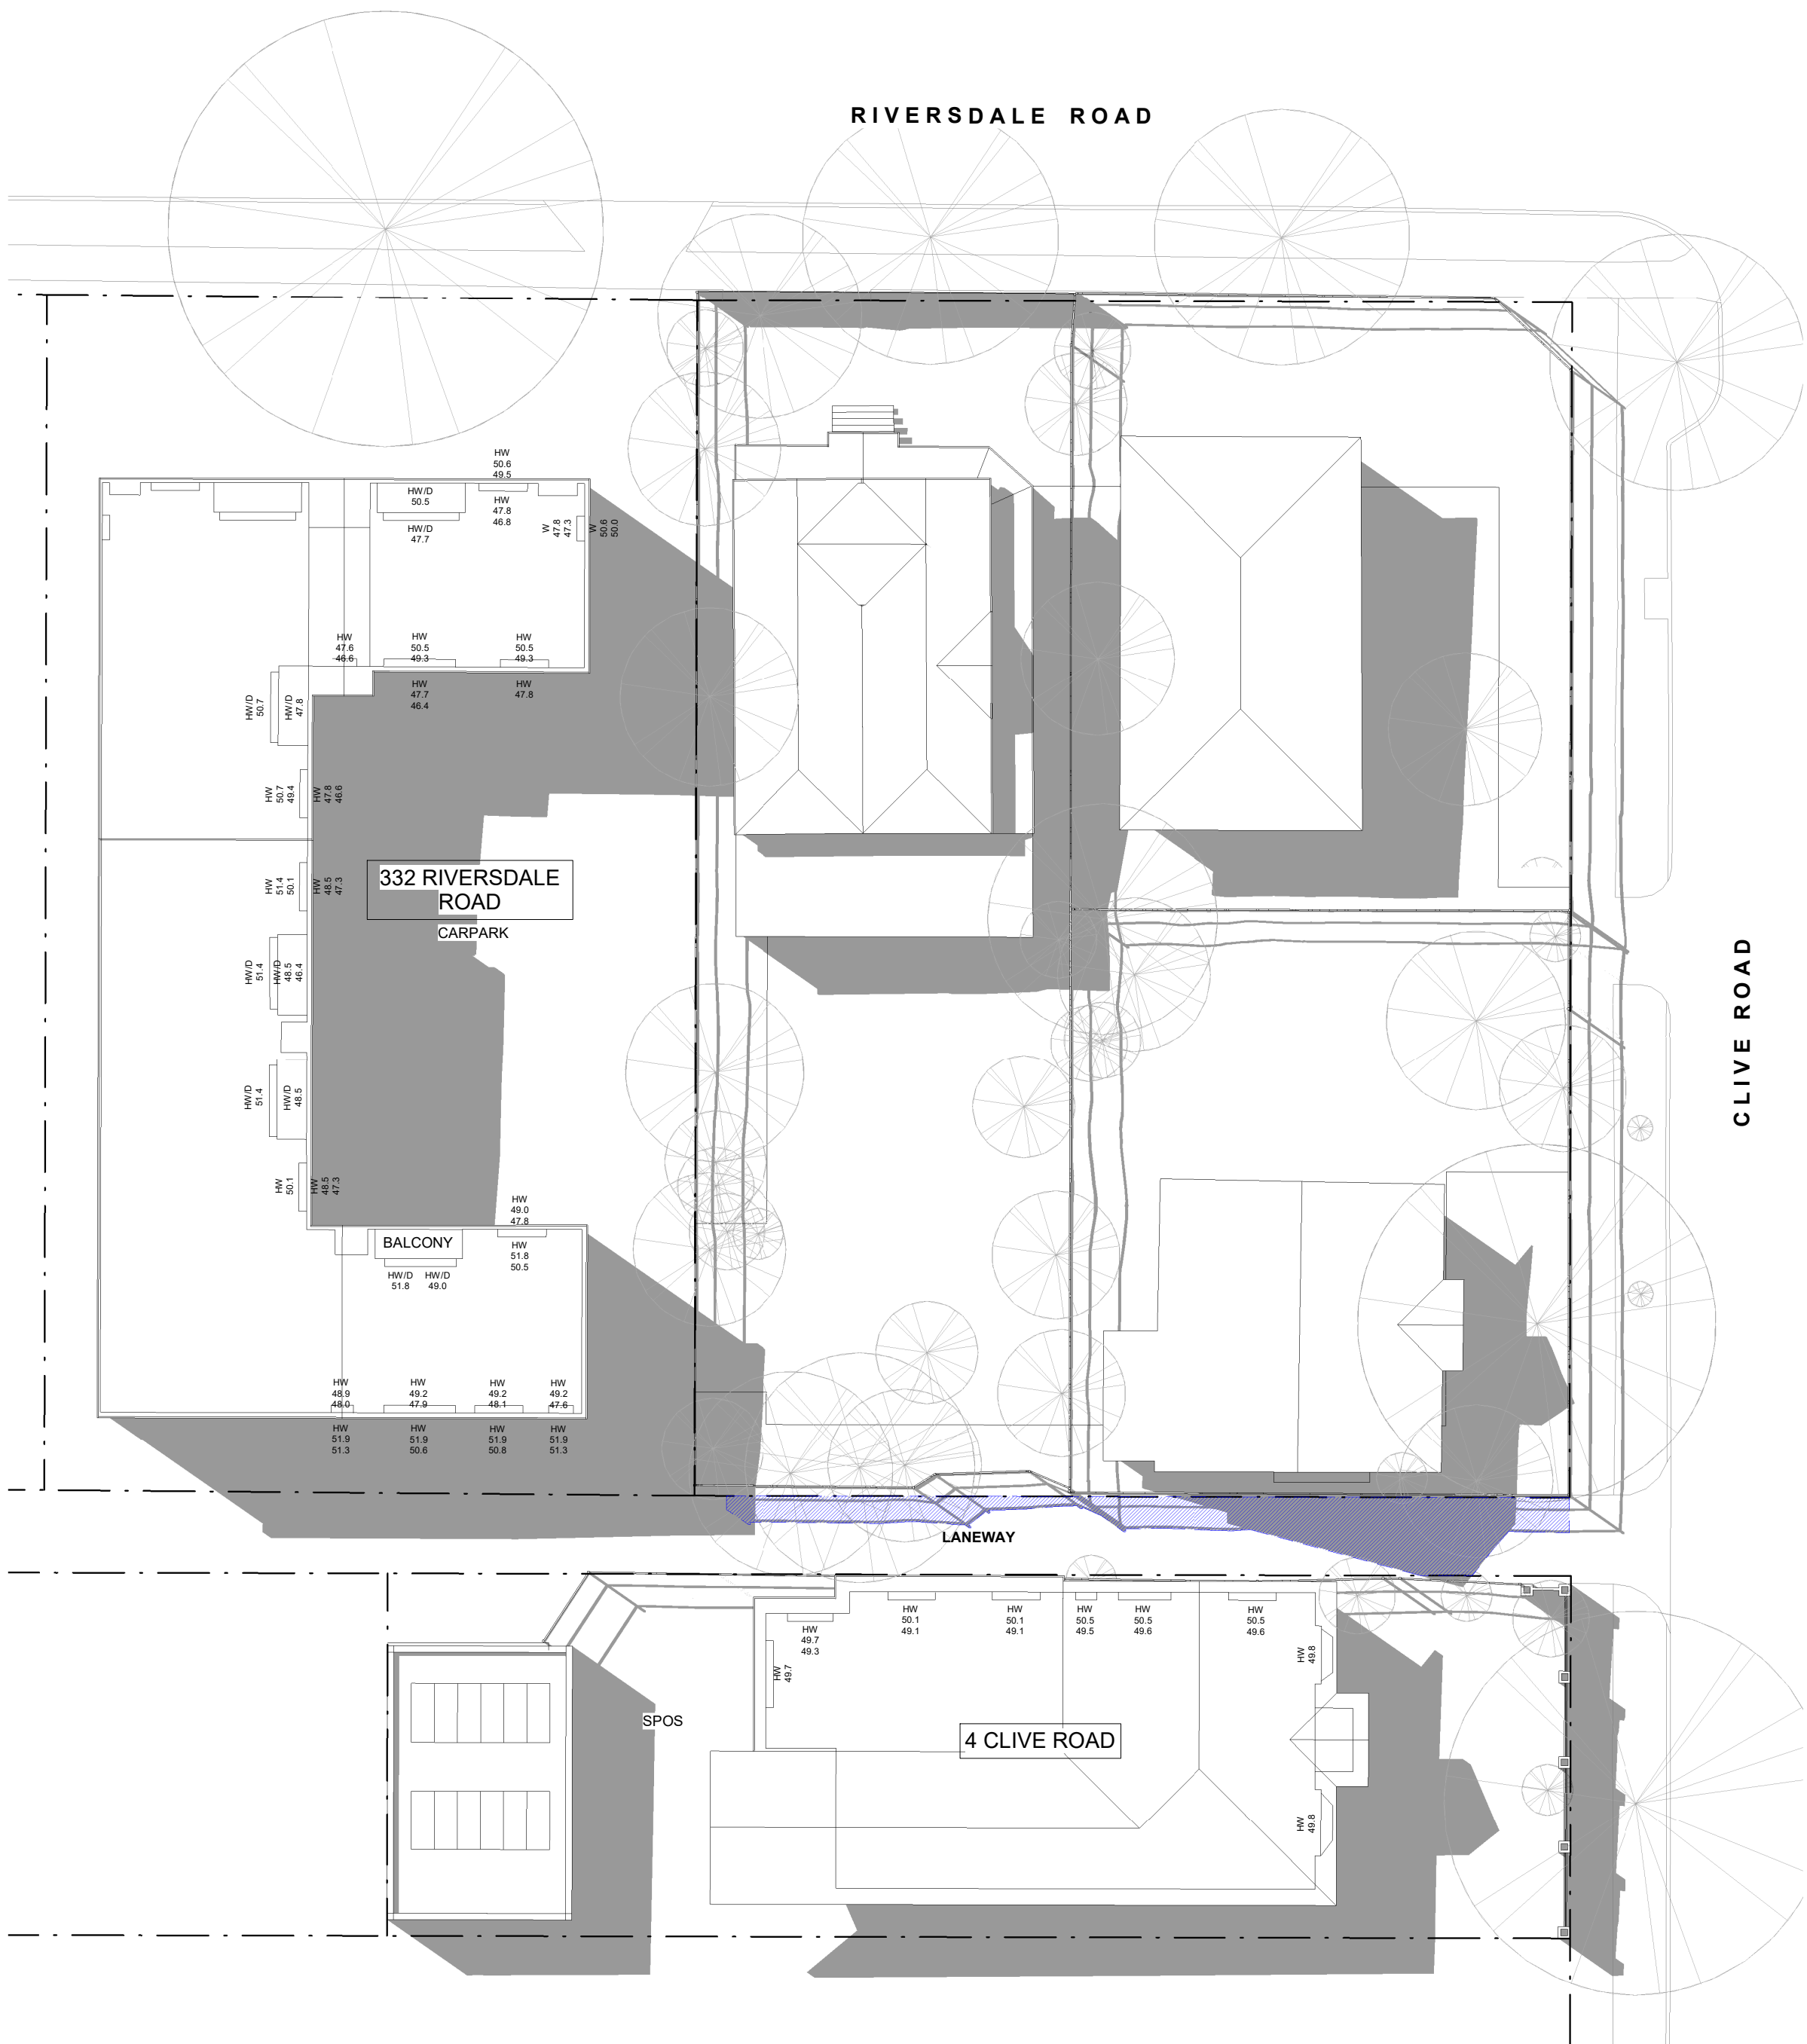 RIVERSDALE ROAD
HW
50.6
49.5
HW/D
50.5
HW
47.8
46.8
HW/D
47.7
W
47.8
47.3
W
50.6
50.0
HW
47.6
46.6
HW
50.5
49.3
HW
50.5
49.3
HW
47.7
46.4
HW
47.8
HW/D
50.7
HW/D
47.8
HW
50.7
49.4
HW
47.8
46.6
HW
51.4
50.1
HW
48.5
47.3
332 RIVERSDALE
ROAD
CARPARK
HW/D
51.4
HW/D
48.5
46.4
CLIVE ROAD
HW/D
51.4
HW/D
48.5
HW
50.1
HW
48.5
47.3
HW
49.0
47.8
BALCONY
HW
51.8
50.5
HW/D
51.8
HW/D
49.0
HW
48.9
48.0
HW
49.2
47.9
HW
49.2
48.1
HW
49.2
47.6
HW
51.9
51.3
HW
51.9
50.6
HW
51.9
50.8
HW
51.9
51.3
LANEWAY
HW
49.7
49.3
HW
50.1
49.1
HW
50.1
49.1
HW
50.5
49.5
HW
50.5
49.6
HW
50.5
49.6
HW
49.7
HW
49.8
SPOS
4 CLIVE ROAD
HW
49.8